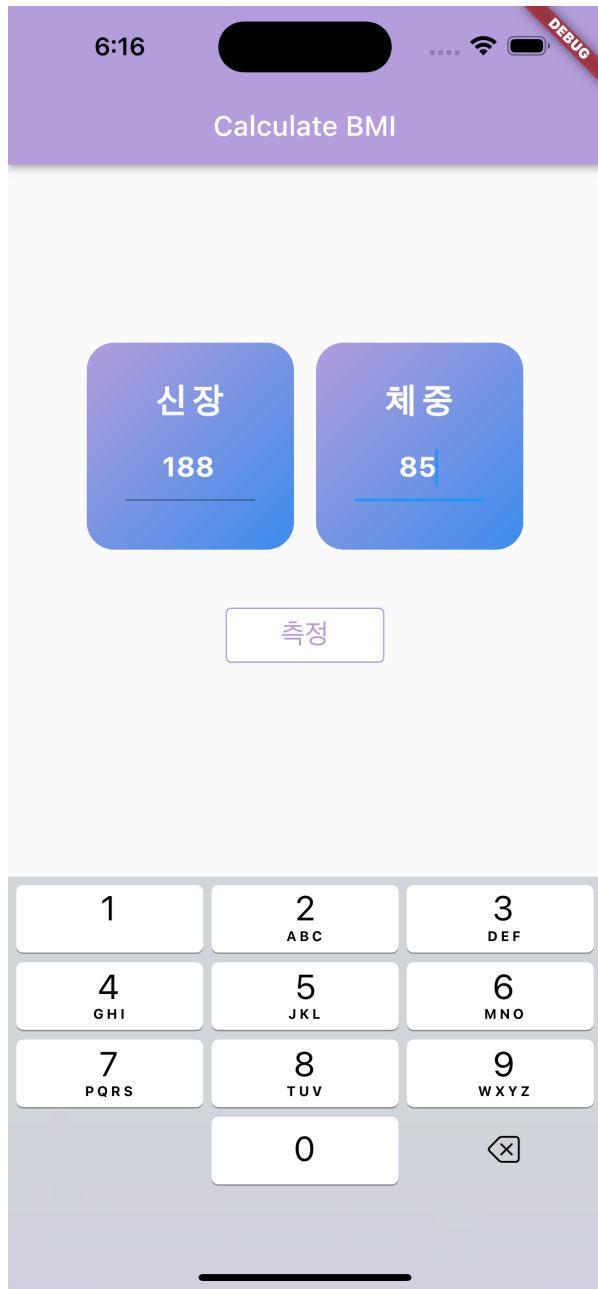 6:16
DEBUG
Calculate BMI
신장 체중
188 85
측정
1 2 3
ABC DEF
4 5 6
GHI JKL MNO
7 8 9
PQRS TUV WXYZ
0